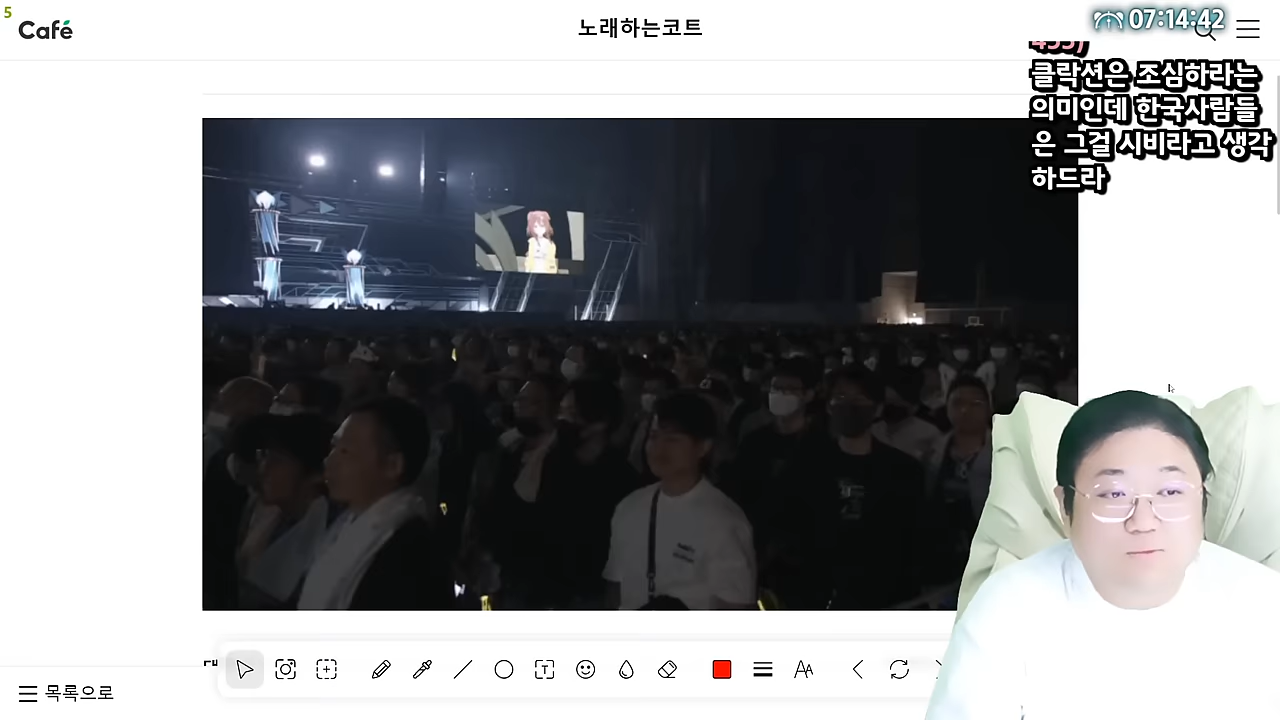 5
Café
노래하는코트
07:14:42
클락션은 조심하라는
의미인데 한국사람들
은 그걸 시비라고 생각
하드라
목록으로